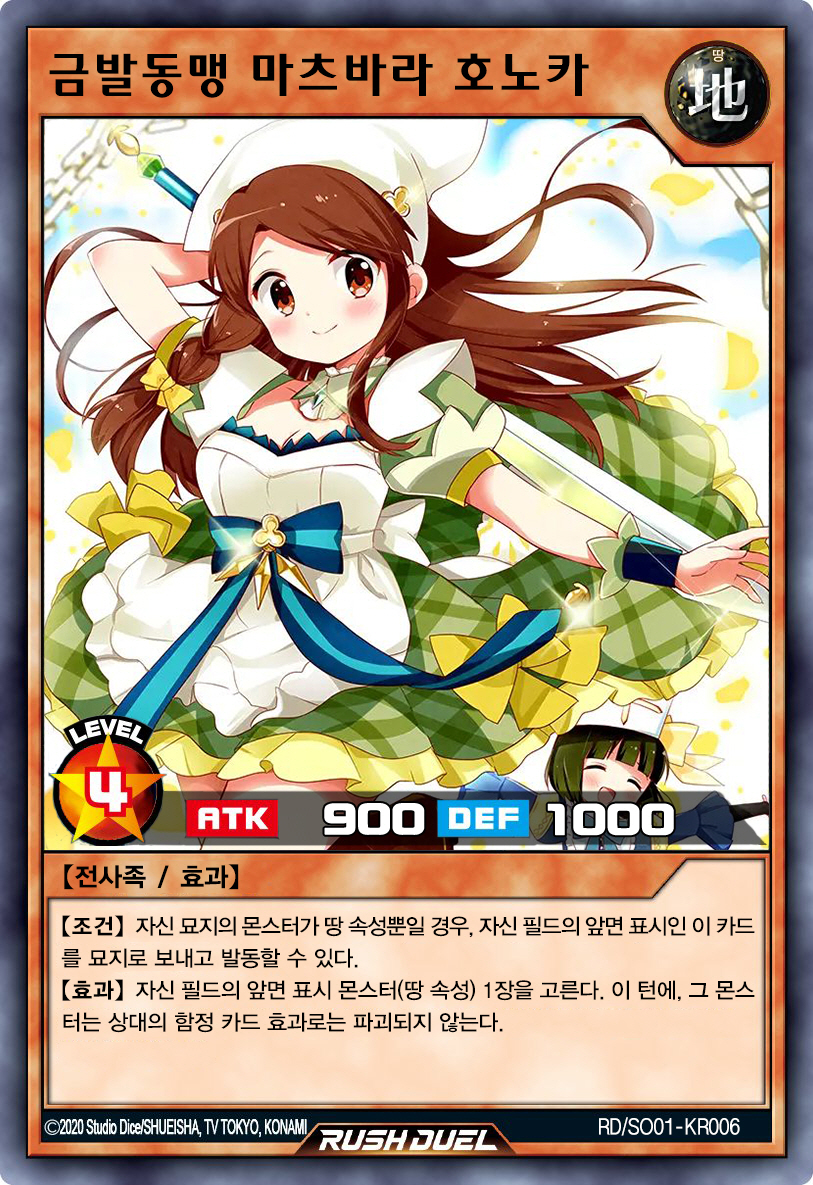 금발동맹 마츠바라 호노카
땅
地
LEVEL
4
ATK 900 DEF 1000
【전사족 / 효과】
【조건】 자신 묘지의 몬스터가 땅 속성뿐일 경우, 자신 필드의 앞면 표시인 이 카드
를 묘지로 보내고 발동할 수 있다.
【효과】 자신 필드의 앞면 표시 몬스터(땅 속성) 1장을 고른다. 이 턴에, 그 몬스
터는 상대의 함정 카드 효과로는 파괴되지 않는다.
©2020 Studio Dice/SHUEISHA, TV TOKYO, KONAMI
RUSH DUEL
RD/SO01-KR006